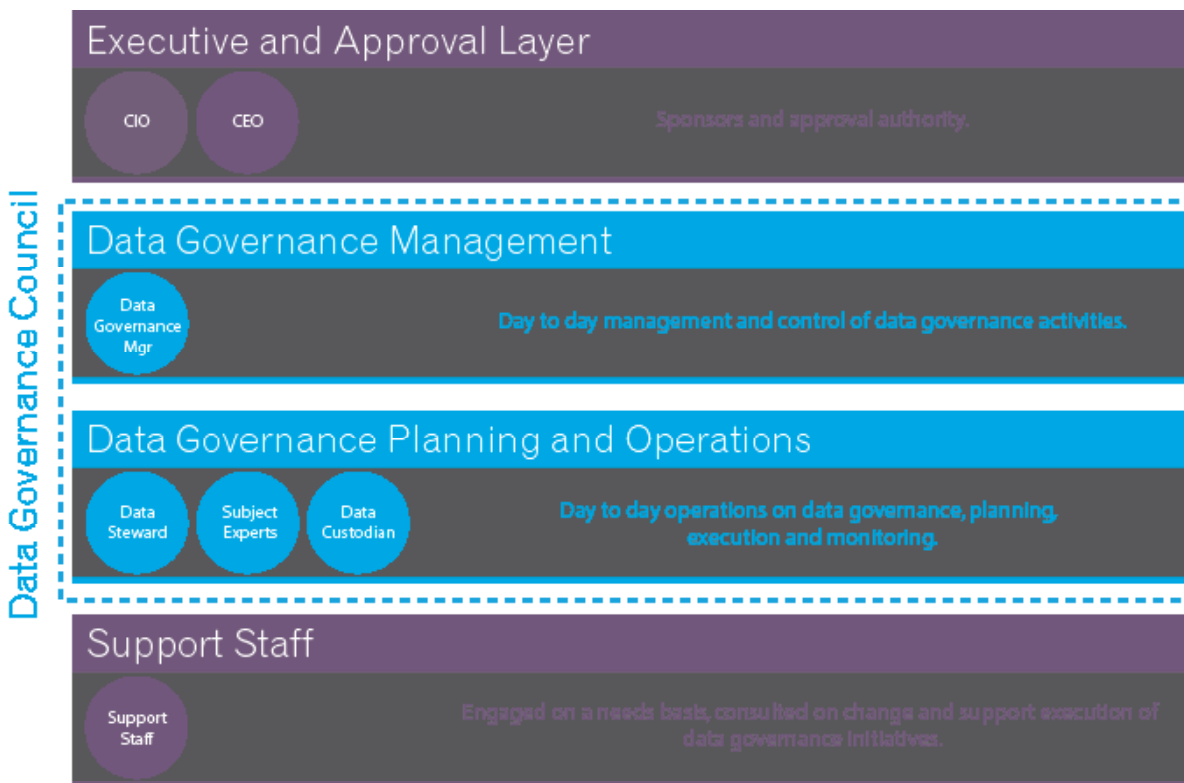 Data Governance Council
Executive and Approval Layer
CIO
CEO
Sponsors and approval authority.
Data Governance Management
Data
Governance
Mgr
Day to day management and control of data governance activities.
Data Governance Planning and Operations
Data
Steward
Subject
Experts
Data
Custodian
Day to day operations on data governance, planning,
execution and monitoring.
Support Staff
Support
Staff
Engaged on a needs basis, consulted on change and support execution of
data governance initiatives.